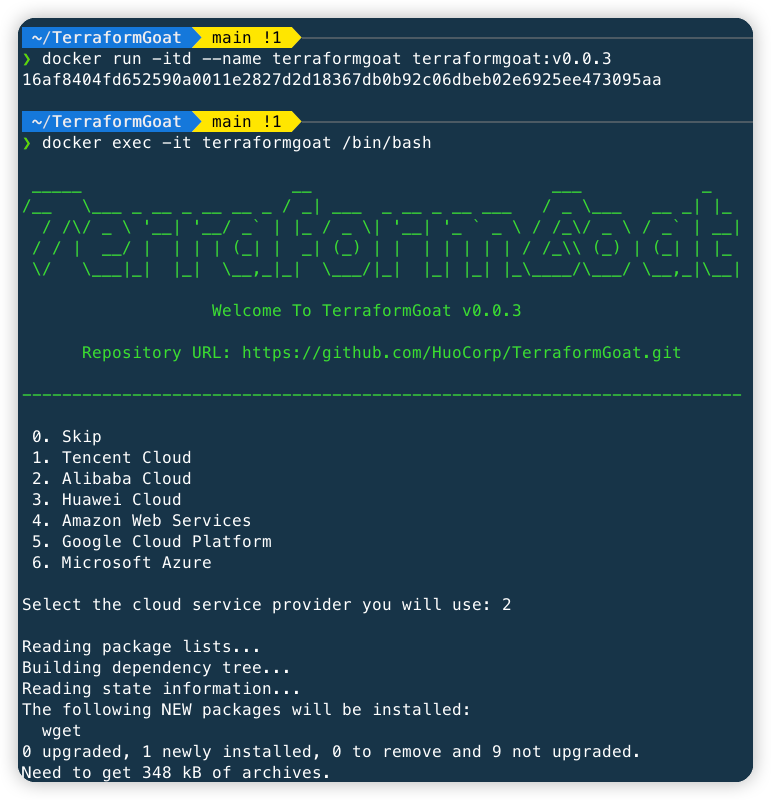 ~/TerraformGoat main !1
❯ docker run -itd --name terraformgoat terraformgoat:v0.0.3
16af8404fd652590a0011e2827d2d18367db0b92c06dbeb02e6925ee473095aa
~/TerraformGoat main !1
❯ docker exec -it terraformgoat /bin/bash
TerraformGoat
Welcome To TerraformGoat v0.0.3
Repository URL: https://github.com/HuoCorp/TerraformGoat.git
------------------------------------------------------------------------
0. Skip
1. Tencent Cloud
2. Alibaba Cloud
3. Huawei Cloud
4. Amazon Web Services
5. Google Cloud Platform
6. Microsoft Azure
Select the cloud service provider you will use: 2
Reading package lists...
Building dependency tree...
Reading state information...
The following NEW packages will be installed:
wget
0 upgraded, 1 newly installed, 0 to remove and 9 not upgraded.
Need to get 348 kB of archives.